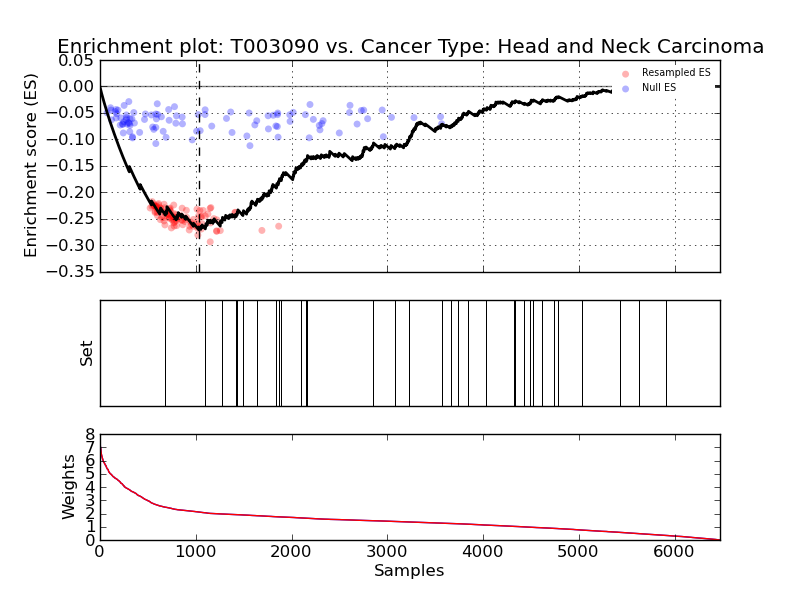 Enrichment plot: T003090 vs. Cancer Type: Head and Neck Carcinoma
Enrichment score (ES)
0.05
0.00
−0.05
−0.10
−0.15
−0.20
−0.25
−0.30
−0.35
Resampled ES
Null ES
Set
Weights
8
7
6
5
4
3
2
1
0
0 1000 2000 3000 4000 5000 6000
Samples